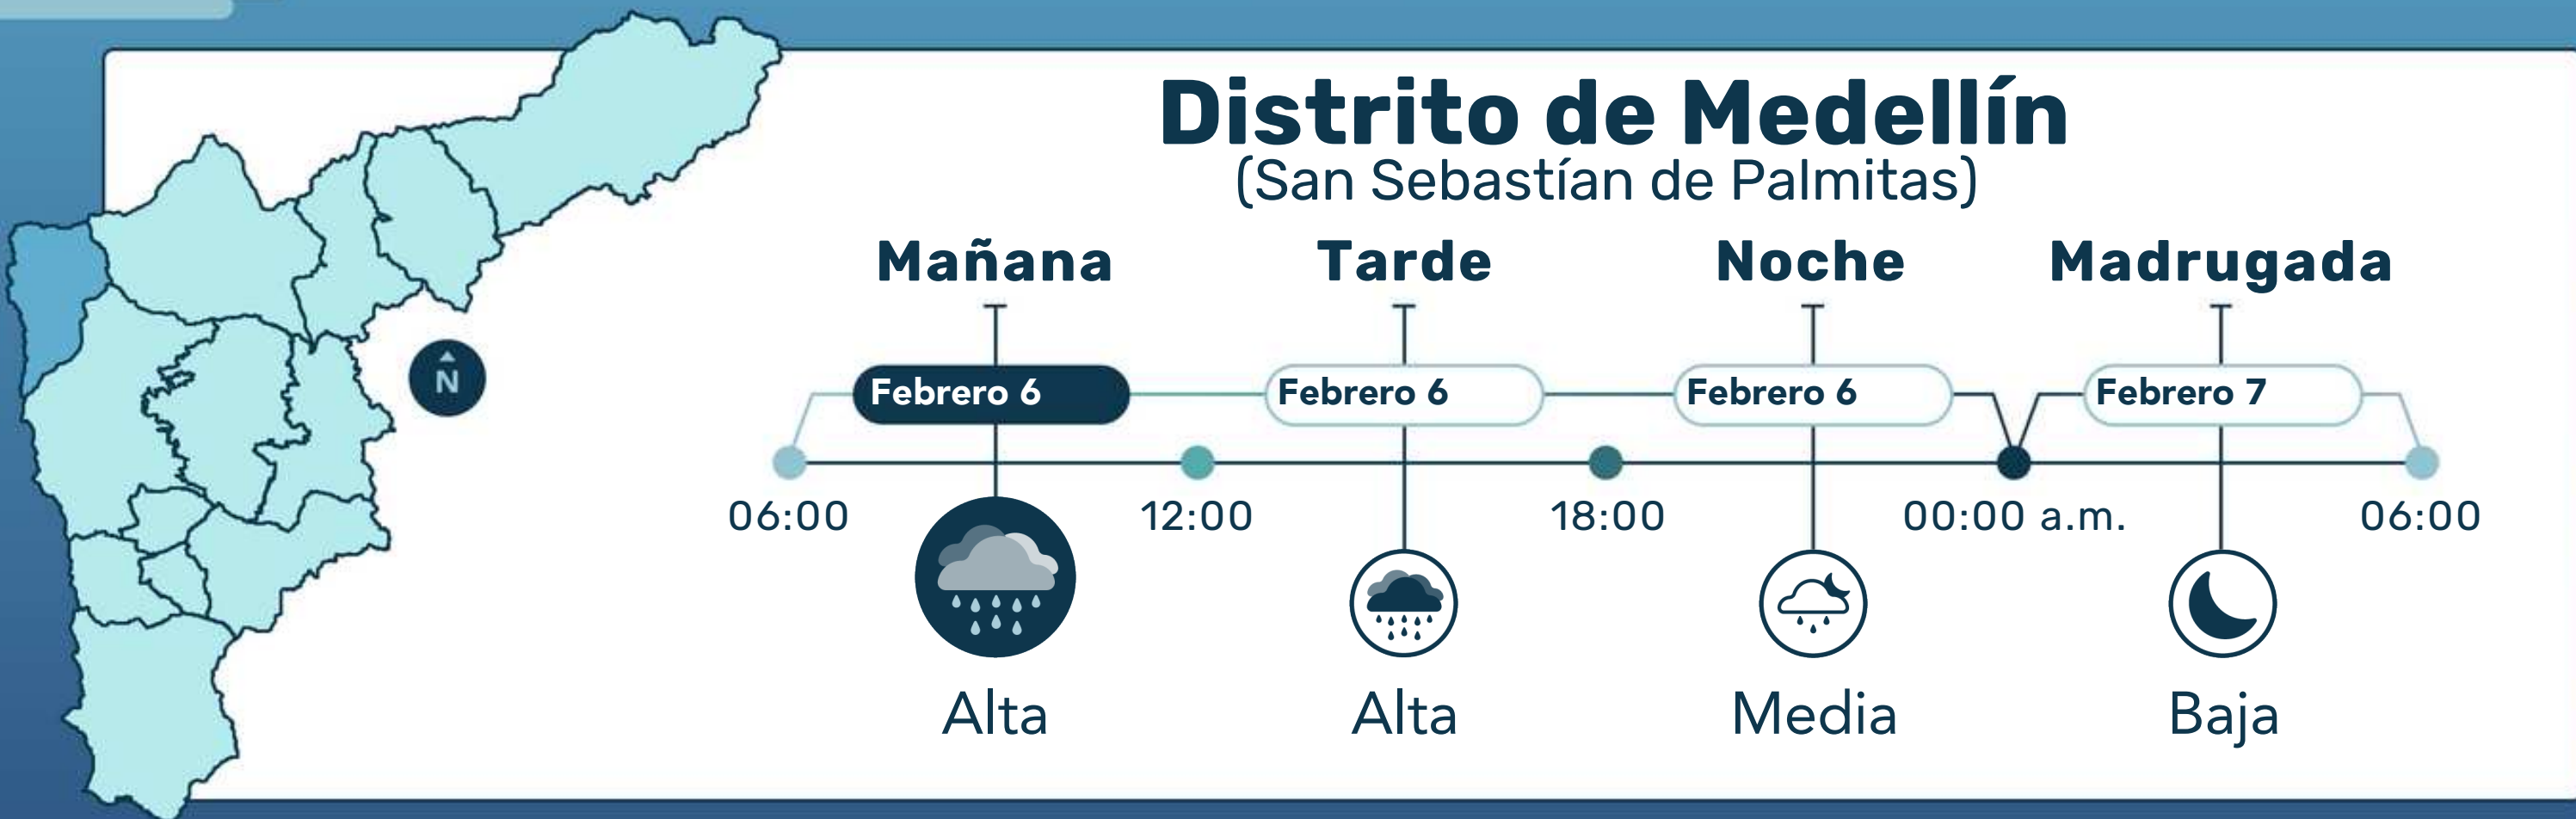 Distrito de Medellín
(San Sebastían de Palmitas)
Mañana Tarde Noche Madrugada
Febrero 6 Febrero 6 Febrero 6 Febrero 7
N
06:00 12:00 18:00 00:00 a.m. 06:00
Alta Alta Media Baja